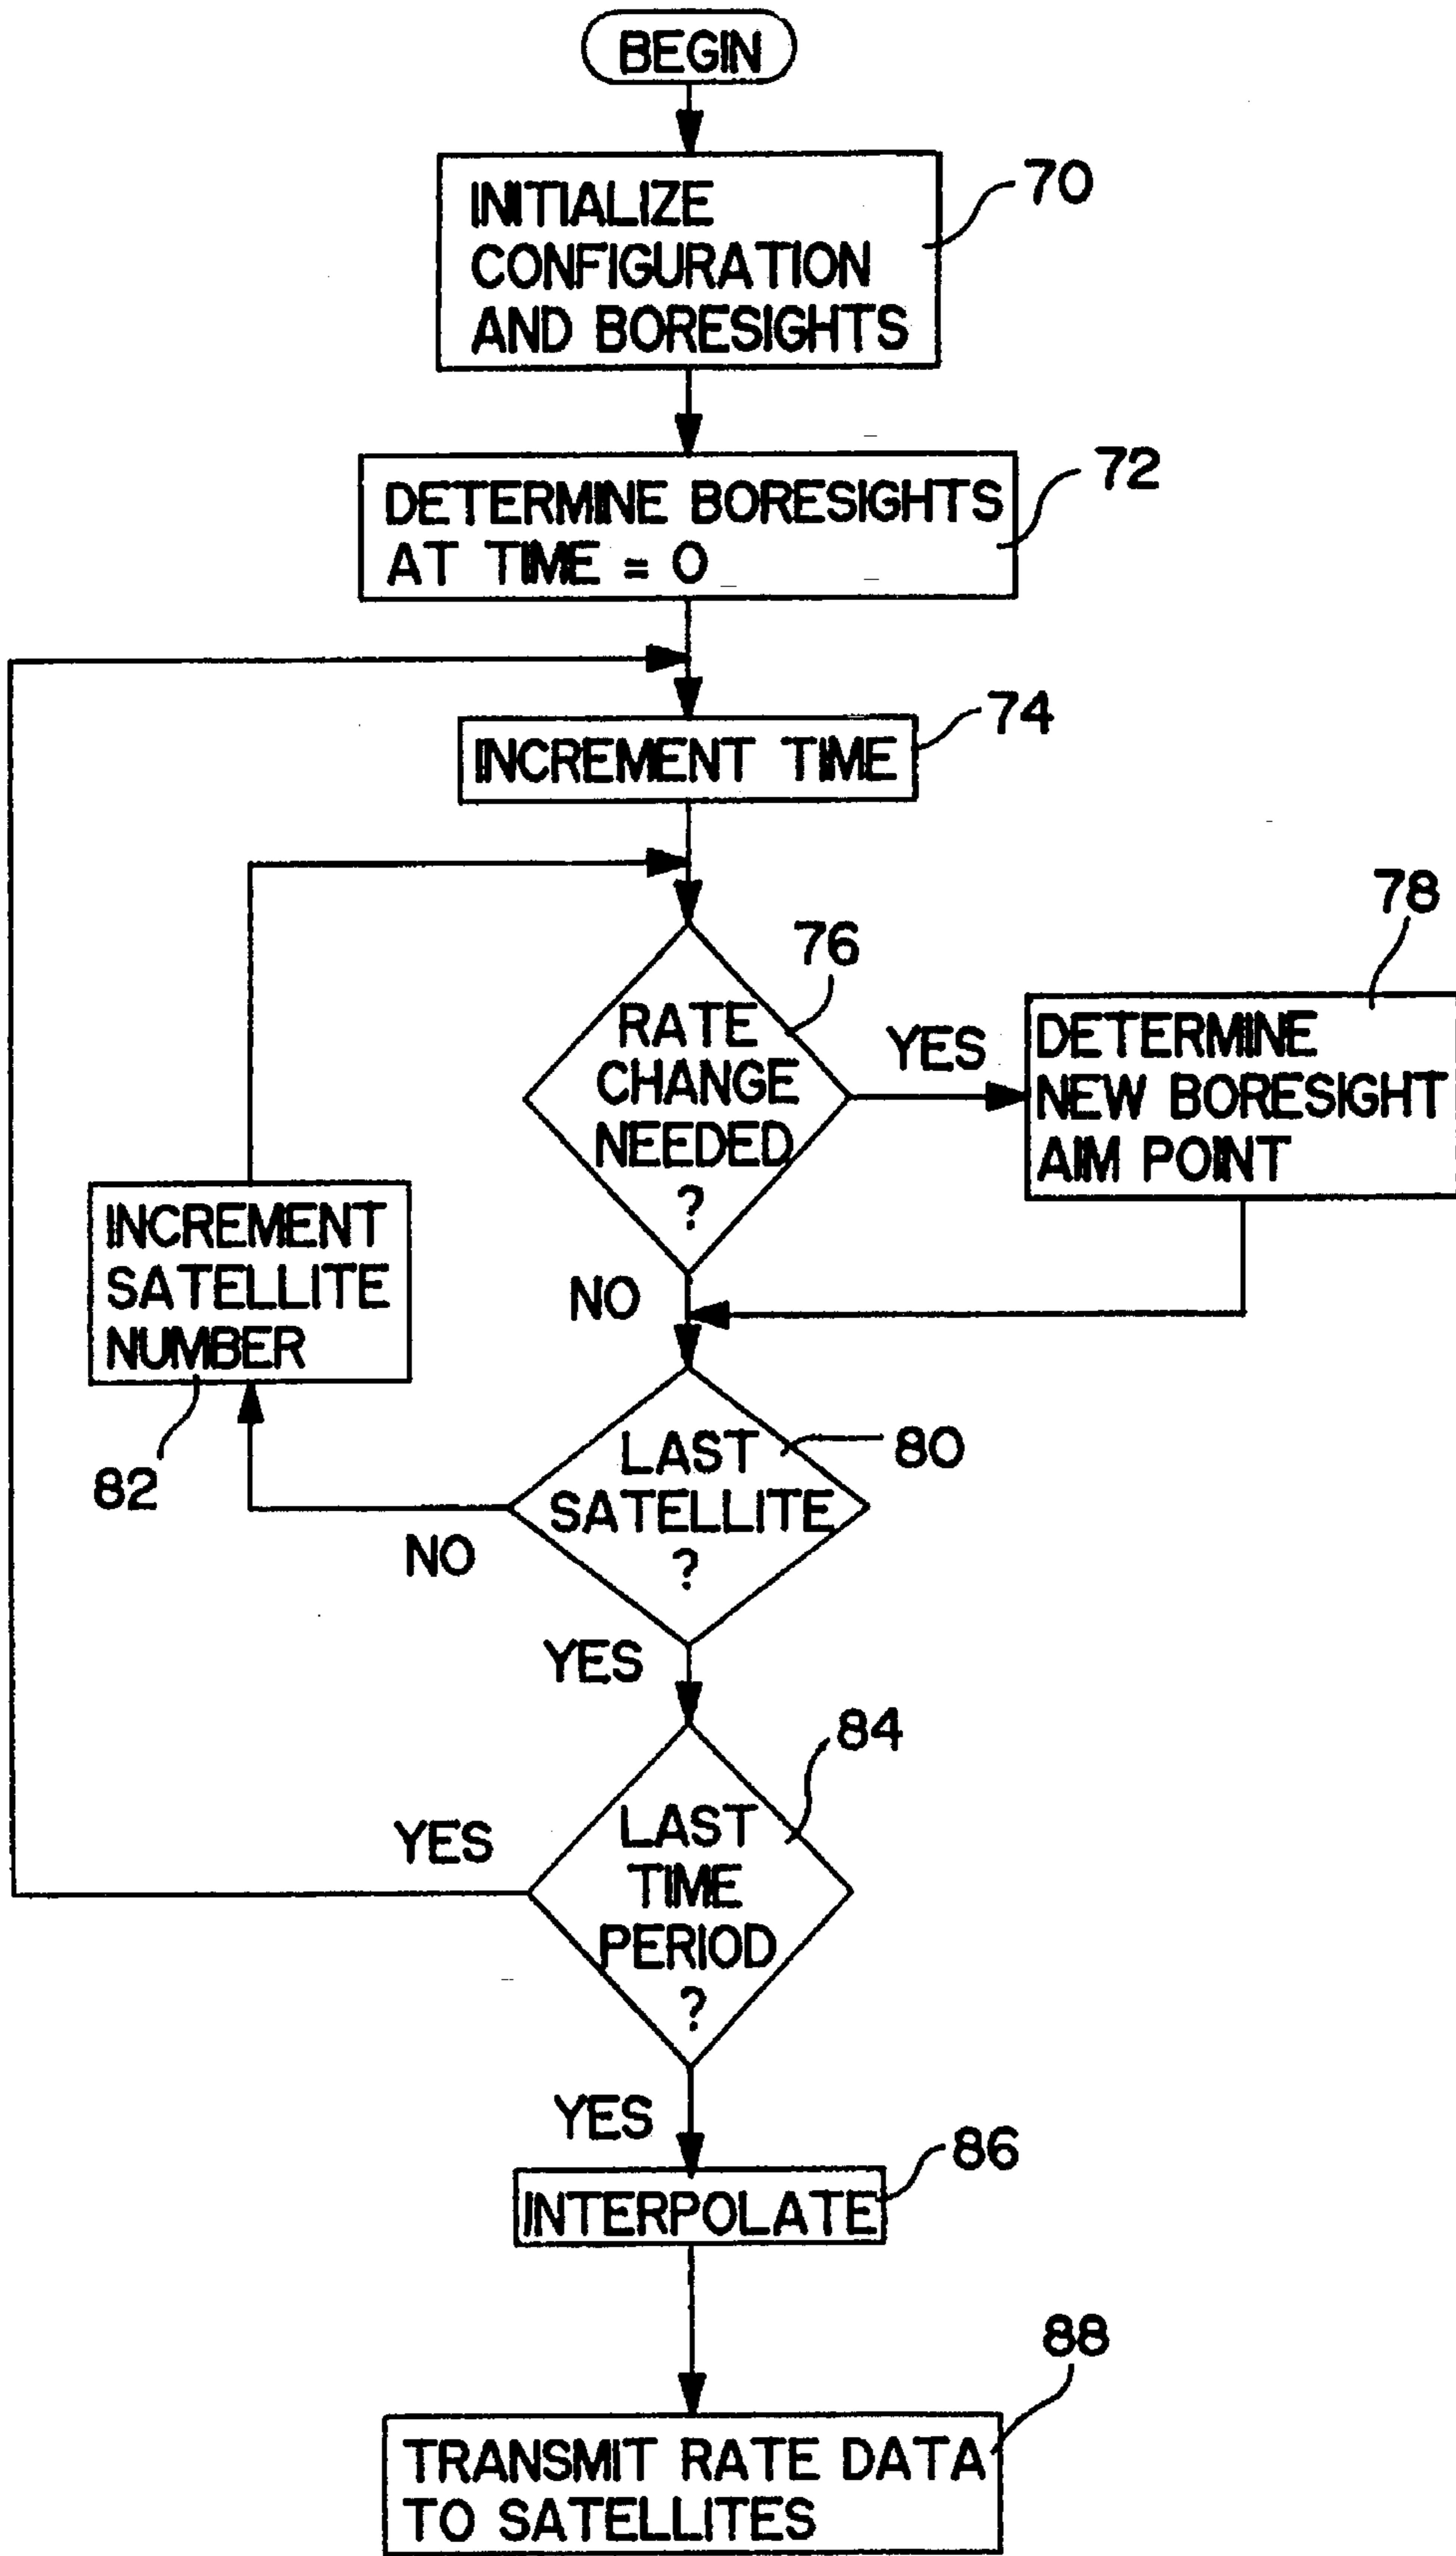 BEGIN
INITIALIZE
CONFIGURATION
AND BORESIGHTS
70
DETERMINE BORESIGHTS
AT TIME = 0
72
INCREMENT TIME
74
76
RATE
CHANGE
NEEDED
?
YES
78
DETERMINE
NEW BORESIGHT
AIM POINT
INCREMENT
SATELLITE
NUMBER
82
NO
LAST
SATELLITE
?
80
NO
YES
84
LAST
TIME
PERIOD
?
YES
YES
INTERPOLATE
86
88
TRANSMIT RATE DATA
TO SATELLITES